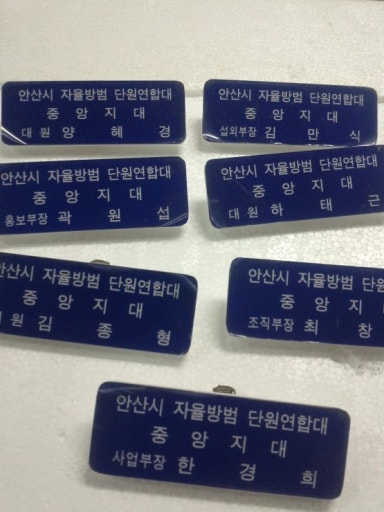 안산시 자율방범 단원연합대
중 앙 지 대
대 원 양 혜 경
안산시 자율방범 단원연합대
중 앙 지 대
섭외부장 김 만 식
안산시 자율방범 단원연합대
중 앙 지 대
홍보부장 곽 원 섭
안산시 자율방범 단원연합대
중 앙 지 대
대 원 하 태 근
안산시 자율방범 단원연합대
중 앙 지 대
원 김 종 형
안산시 자율방범 단원연
중 앙 지
조직부장 최 창
안산시 자율방범 단원연합대
중 앙 지 대
사업부장 한 경 희